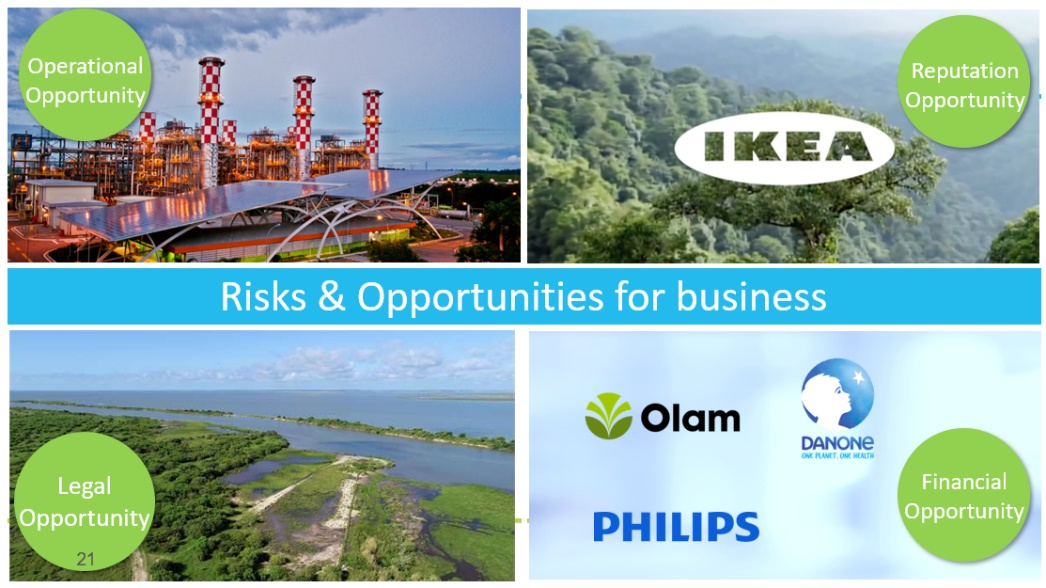 Operational
Opportunity
Reputation
Opportunity
IKEA
Risks & Opportunities for business
Olam
DANONE
ONE PLANET. ONE HEALTH
Legal
Opportunity
Financial
Opportunity
PHILIPS
21